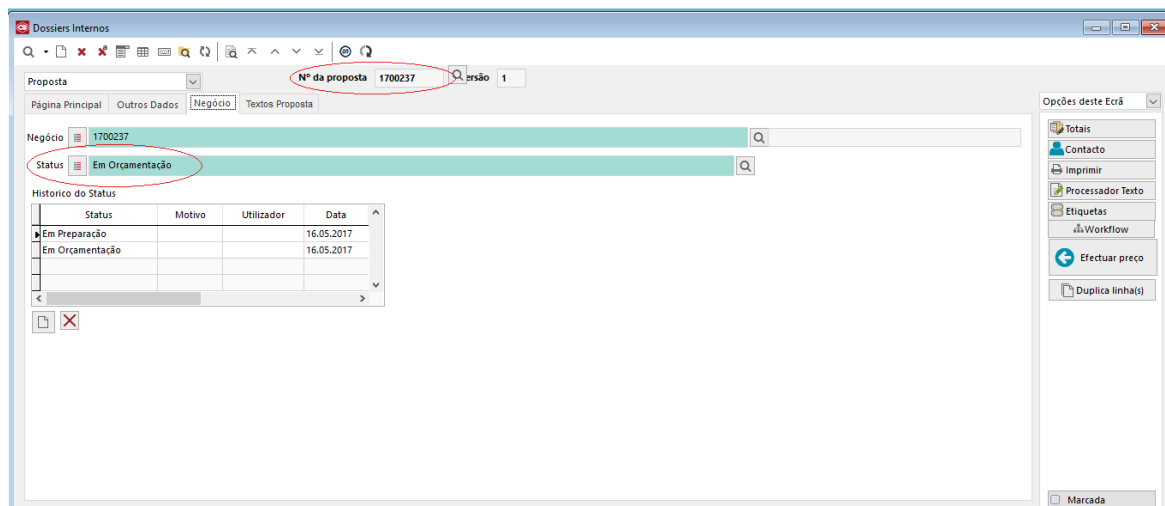 Dossiers Internos
Proposta
Nº da proposta 1700237 ersão 1
Página Principal Outros Dados Negócio Textos Proposta
Opções deste Ecrã
Negócio 1700237
Status Em Orçamentação
Historico do Status
Status Motivo Utilizador Data
Em Preparação 16.05.2017
Em Orçamentação 16.05.2017
Totais
Contacto
Imprimir
Processador Texto
Etiquetas
Workflow
Efectuar preço
Duplica linha(s)
Marcada